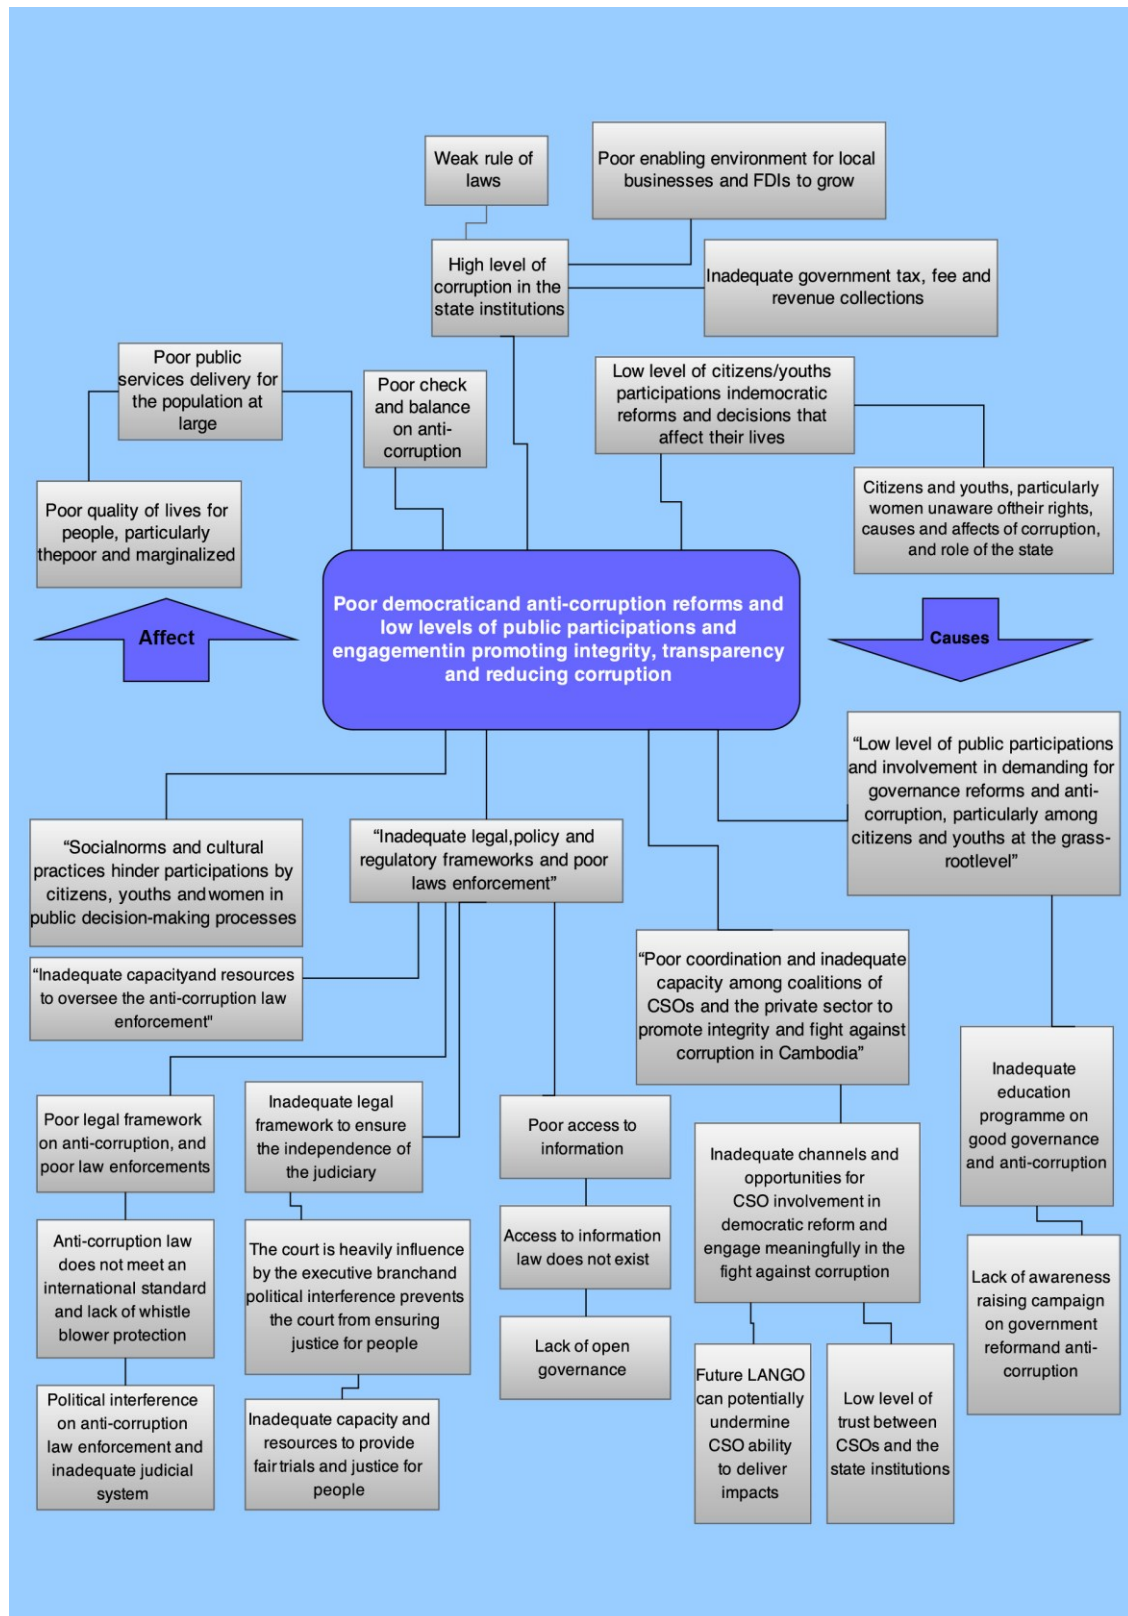 Weak rule of
laws
Poor enabling environment for local
businesses and FDIs to grow
High level of
corruption in the
state institutions
Inadequate government tax, fee and
revenue collections
Poor public
services delivery for
the population at
large
Poor check
and balance
on anti-
corruption
Low level of citizens/youths
participations indemocratic
reforms and decisions that
affect their lives
Poor quality of lives for
people, particularly
thepoor and marginalized
Citizens and youths, particularly
women unaware oftheir rights,
causes and affects of corruption,
and role of the state
Poor democraticand anti-corruption reforms and
low levels of public participations and
engagementin promoting integrity, transparency
and reducing corruption
Affect
Causes
“Low level of public participations
and involvement in demanding for
governance reforms and anti-
corruption, particularly among
citizens and youths at the grass-
rootlevel”
“Socialnorms and cultural
practices hinder participations by
citizens, youths andwomen in
public decision-making processes
“Inadequate legal,policy and
regulatory frameworks and poor
laws enforcement”
“Inadequate capacityand resources
to oversee the anti-corruption law
enforcement"
“Poor coordination and inadequate
capacity among coalitions of
CSOs and the private sector to
promote integrity and fight against
corruption in Cambodia”
Inadequate
education
programme on
good governance
and anti-corruption
Poor legal framework
on anti-corruption, and
poor law enforcements
Inadequate legal
framework to ensure
the independence of
the judiciary
Poor access to
information
Inadequate channels and
opportunities for
CSO involvement in
democratic reform and
engage meaningfully in the
fight against corruption
Anti-corruption law
does not meet an
international standard
and lack of whistle
blower protection
The court is heavily influence
by the executive branchand
political interference prevents
the court from ensuring
justice for people
Access to information
law does not exist
Lack of awareness
raising campaign
on government
reformand anti-
corruption
Lack of open
governance
Political interference
on anti-corruption
law enforcement and
inadequate judicial
system
Inadequate capacity and
resources to provide
fair trials and justice for
people
Future LANGO
can potentially
undermine
CSO ability
to deliver
impacts
Low level of
trust between
CSOs and the
state institutions